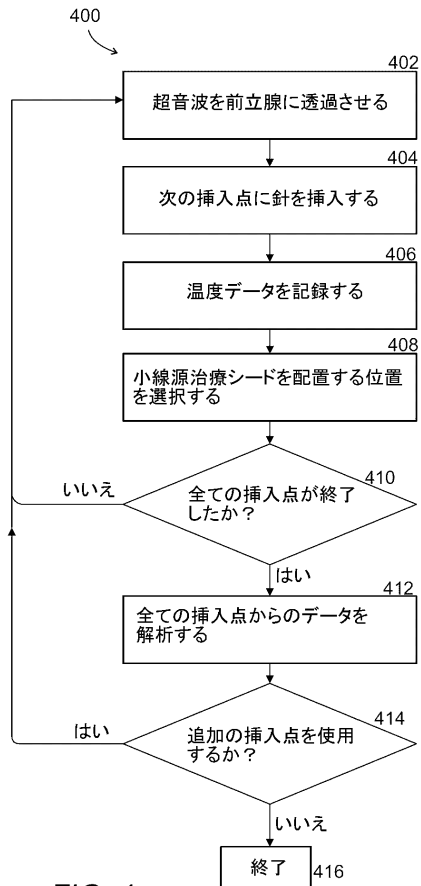 400
402
超音波を前立腺に透過させる
404
次の挿入点に針を挿入する
406
温度データを記録する
408
小線源治療シードを配置する位置
を選択する
410
全ての挿入点が終了
したか？
いいえ
はい
412
全ての挿入点からのデータを
解析する
414
追加の挿入点を使用
するか？
はい
いいえ
終了
416